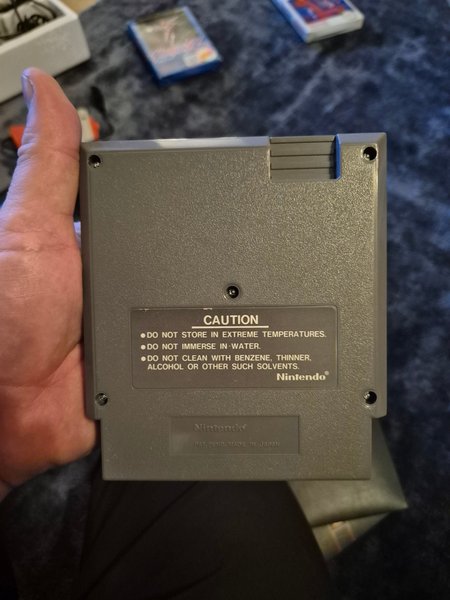 CAUTION
● DO NOT STORE IN EXTREME TEMPERATURES.
● DO NOT IMMERSE IN WATER.
● DO NOT CLEAN WITH BENZENE, THINNER,
ALCOHOL OR OTHER SUCH SOLVENTS.
Nintendo®
Nintendo®
MADE IN JAPAN